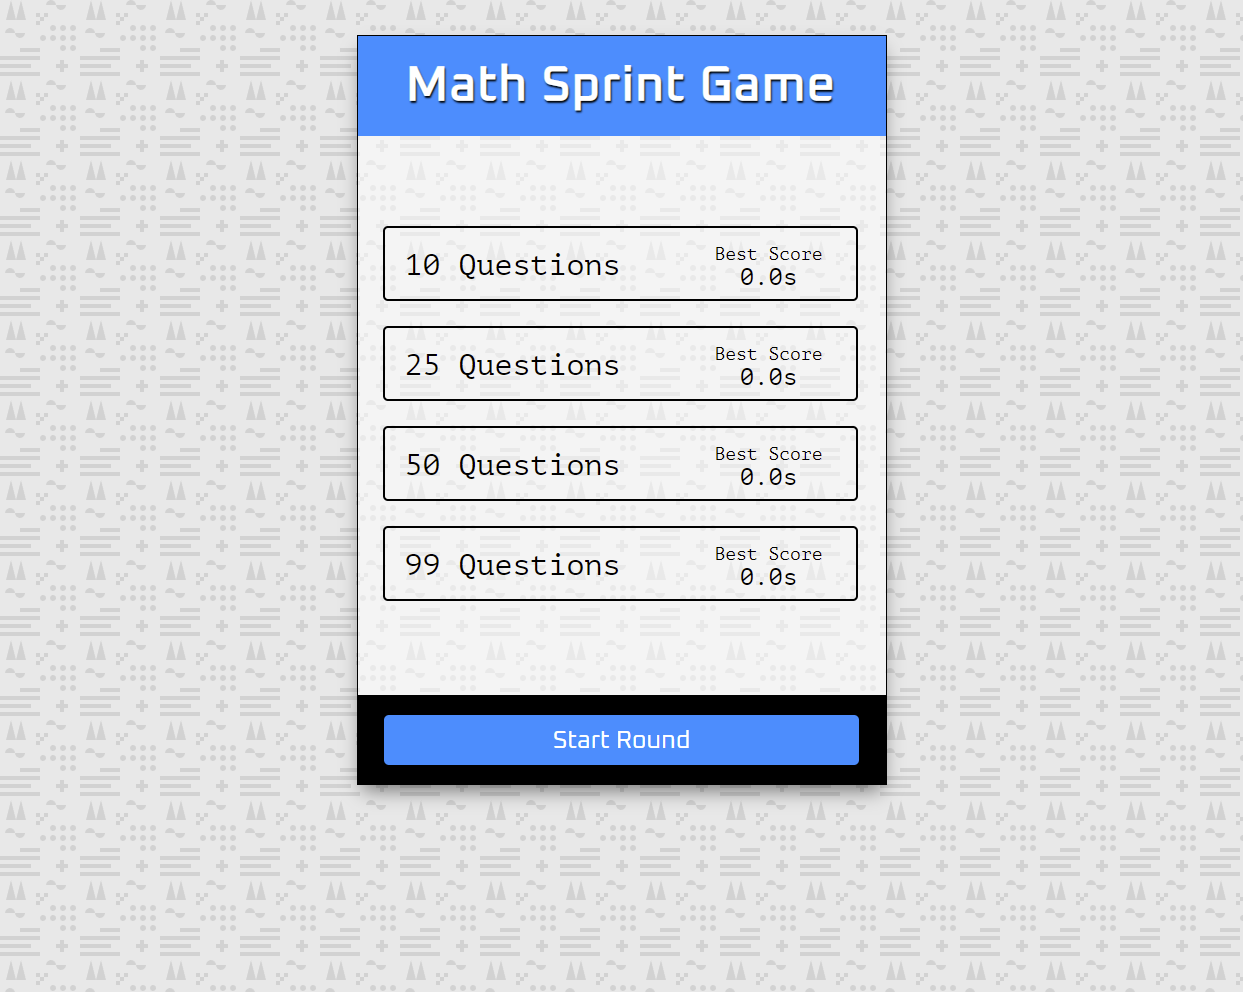 Math Sprint Game
10 Questions
Best Score
0.0s
25 Questions
Best Score
0.0s
50 Questions
Best Score
0.0s
99 Questions
Best Score
0.0s
Start Round